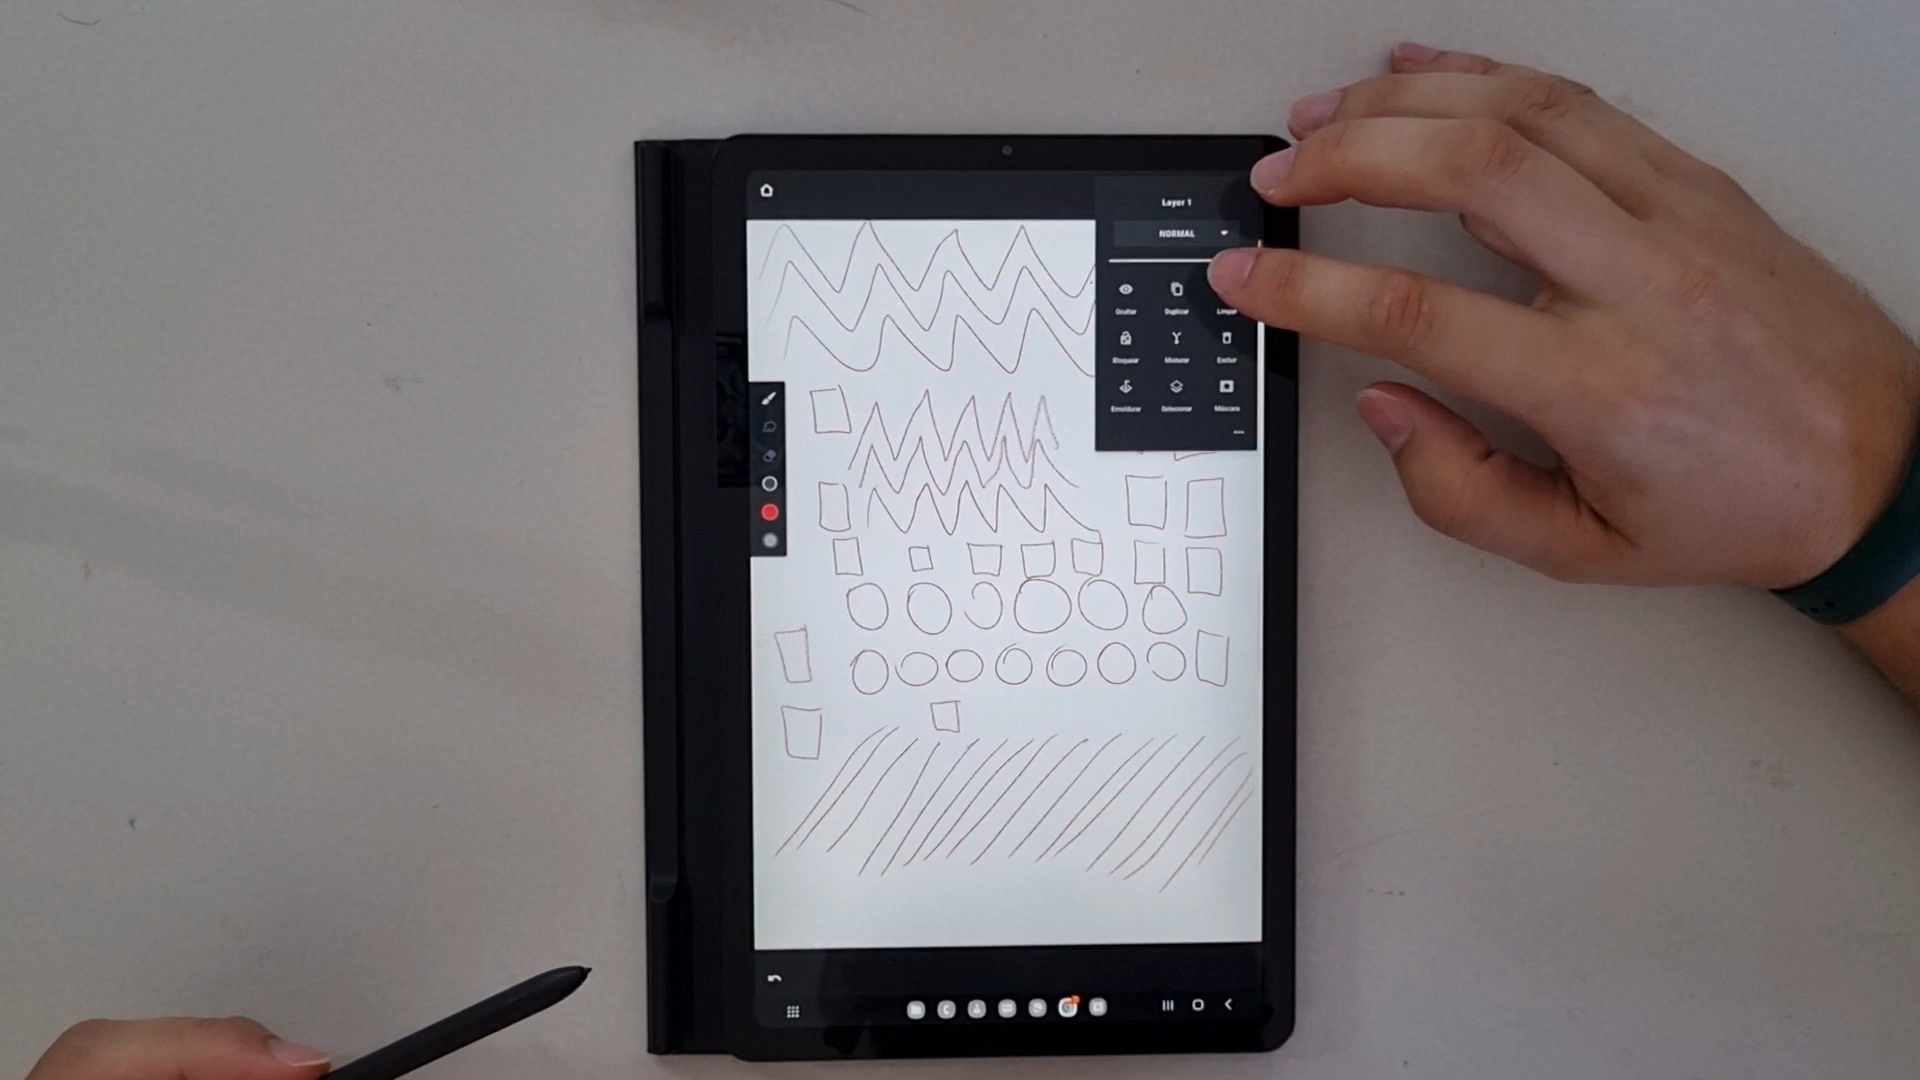 Layer 1
NORMAL
Ocultar Duplicar Limpar
Bloquear Misturar Excluir
Emoldurar Selecionar Máscara